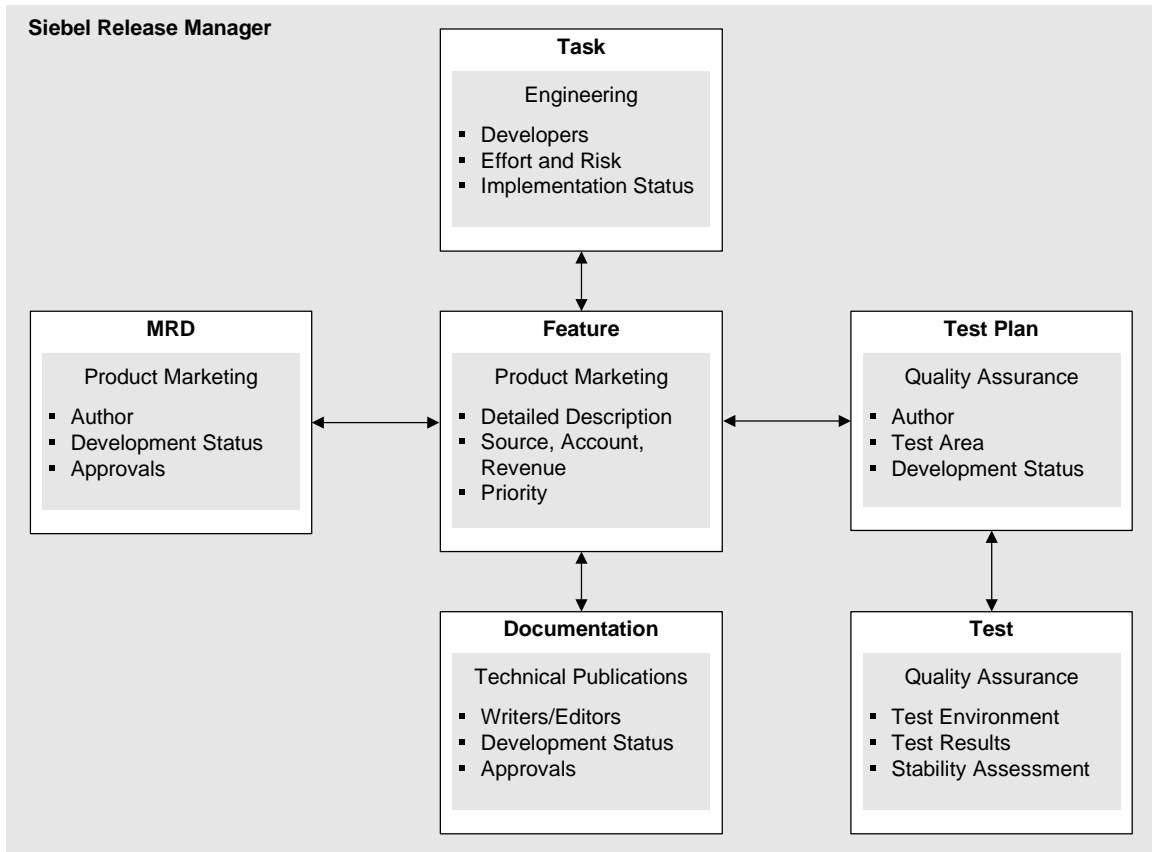 Siebel Release Manager
Task
Engineering
▪ Developers
▪ Effort and Risk
▪ Implementation Status
MRD
Product Marketing
▪ Author
▪ Development Status
▪ Approvals
Feature
Product Marketing
▪ Detailed Description
▪ Source, Account,
Revenue
▪ Priority
Test Plan
Quality Assurance
▪ Author
▪ Test Area
▪ Development Status
Documentation
Technical Publications
▪ Writers/Editors
▪ Development Status
▪ Approvals
Test
Quality Assurance
▪ Test Environment
▪ Test Results
▪ Stability Assessment